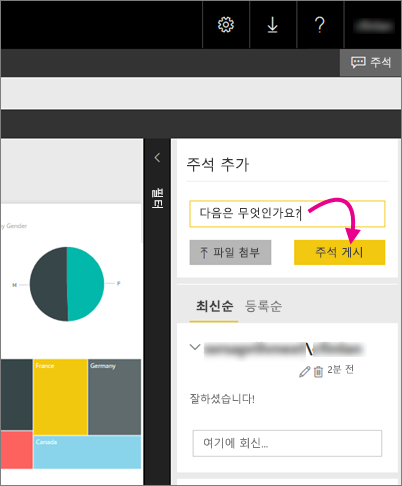 ?
주석
주석 추가
필터
다음은 무엇인가요?
파일 첨부
주석 게시
y Gender
M
F
최신순
등록순
2분 전
France
Germany
잘하셨습니다!
Canada
여기에 회신...